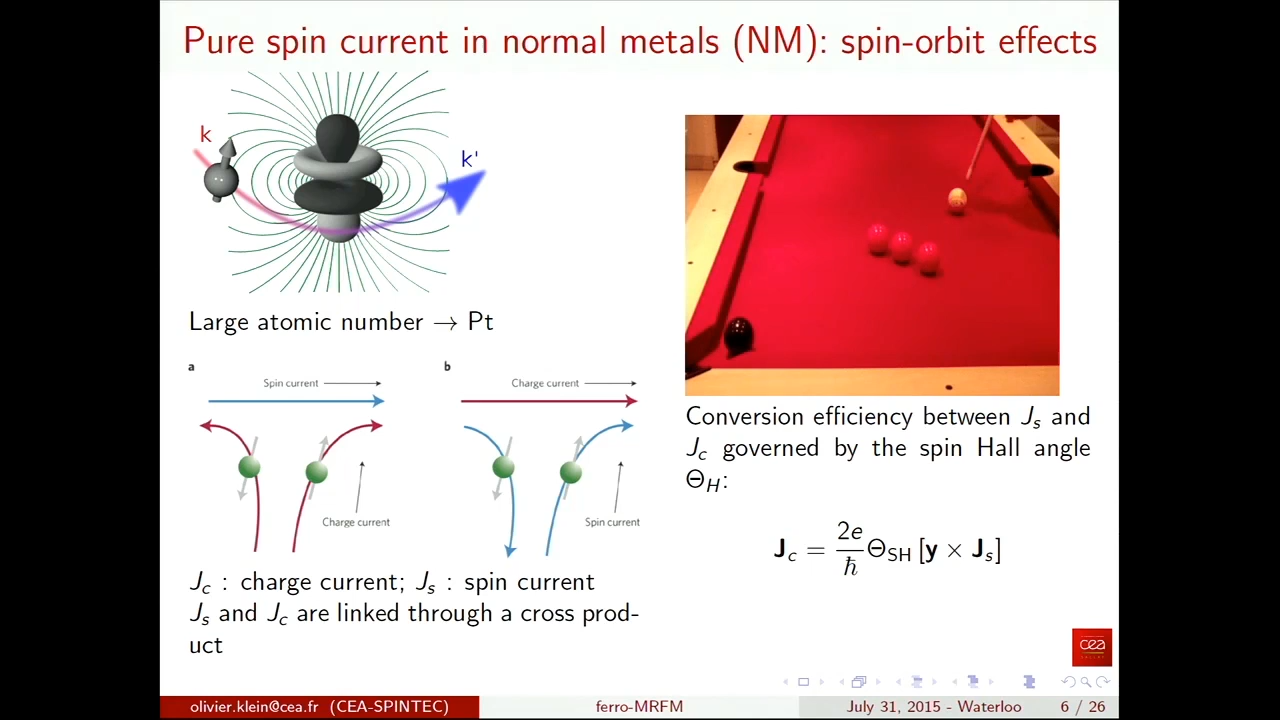 Pure spin current in normal metals (NM): spin-orbit effects
k
k'
Large atomic number → Pt
a
Spin current
Charge current
b
Charge current
Spin current
J_c : charge current; J_s : spin current
J_s and J_c are linked through a cross prod-
uct
Conversion efficiency between J_s and
J_c governed by the spin Hall angle
Θ_H:
J_c = 2e/ħ Θ_SH [y × J_s]
cea
olivier.klein@cea.fr (CEA-SPINTEC)
ferro-MRFM
July 31, 2015 - Waterloo
6 / 26